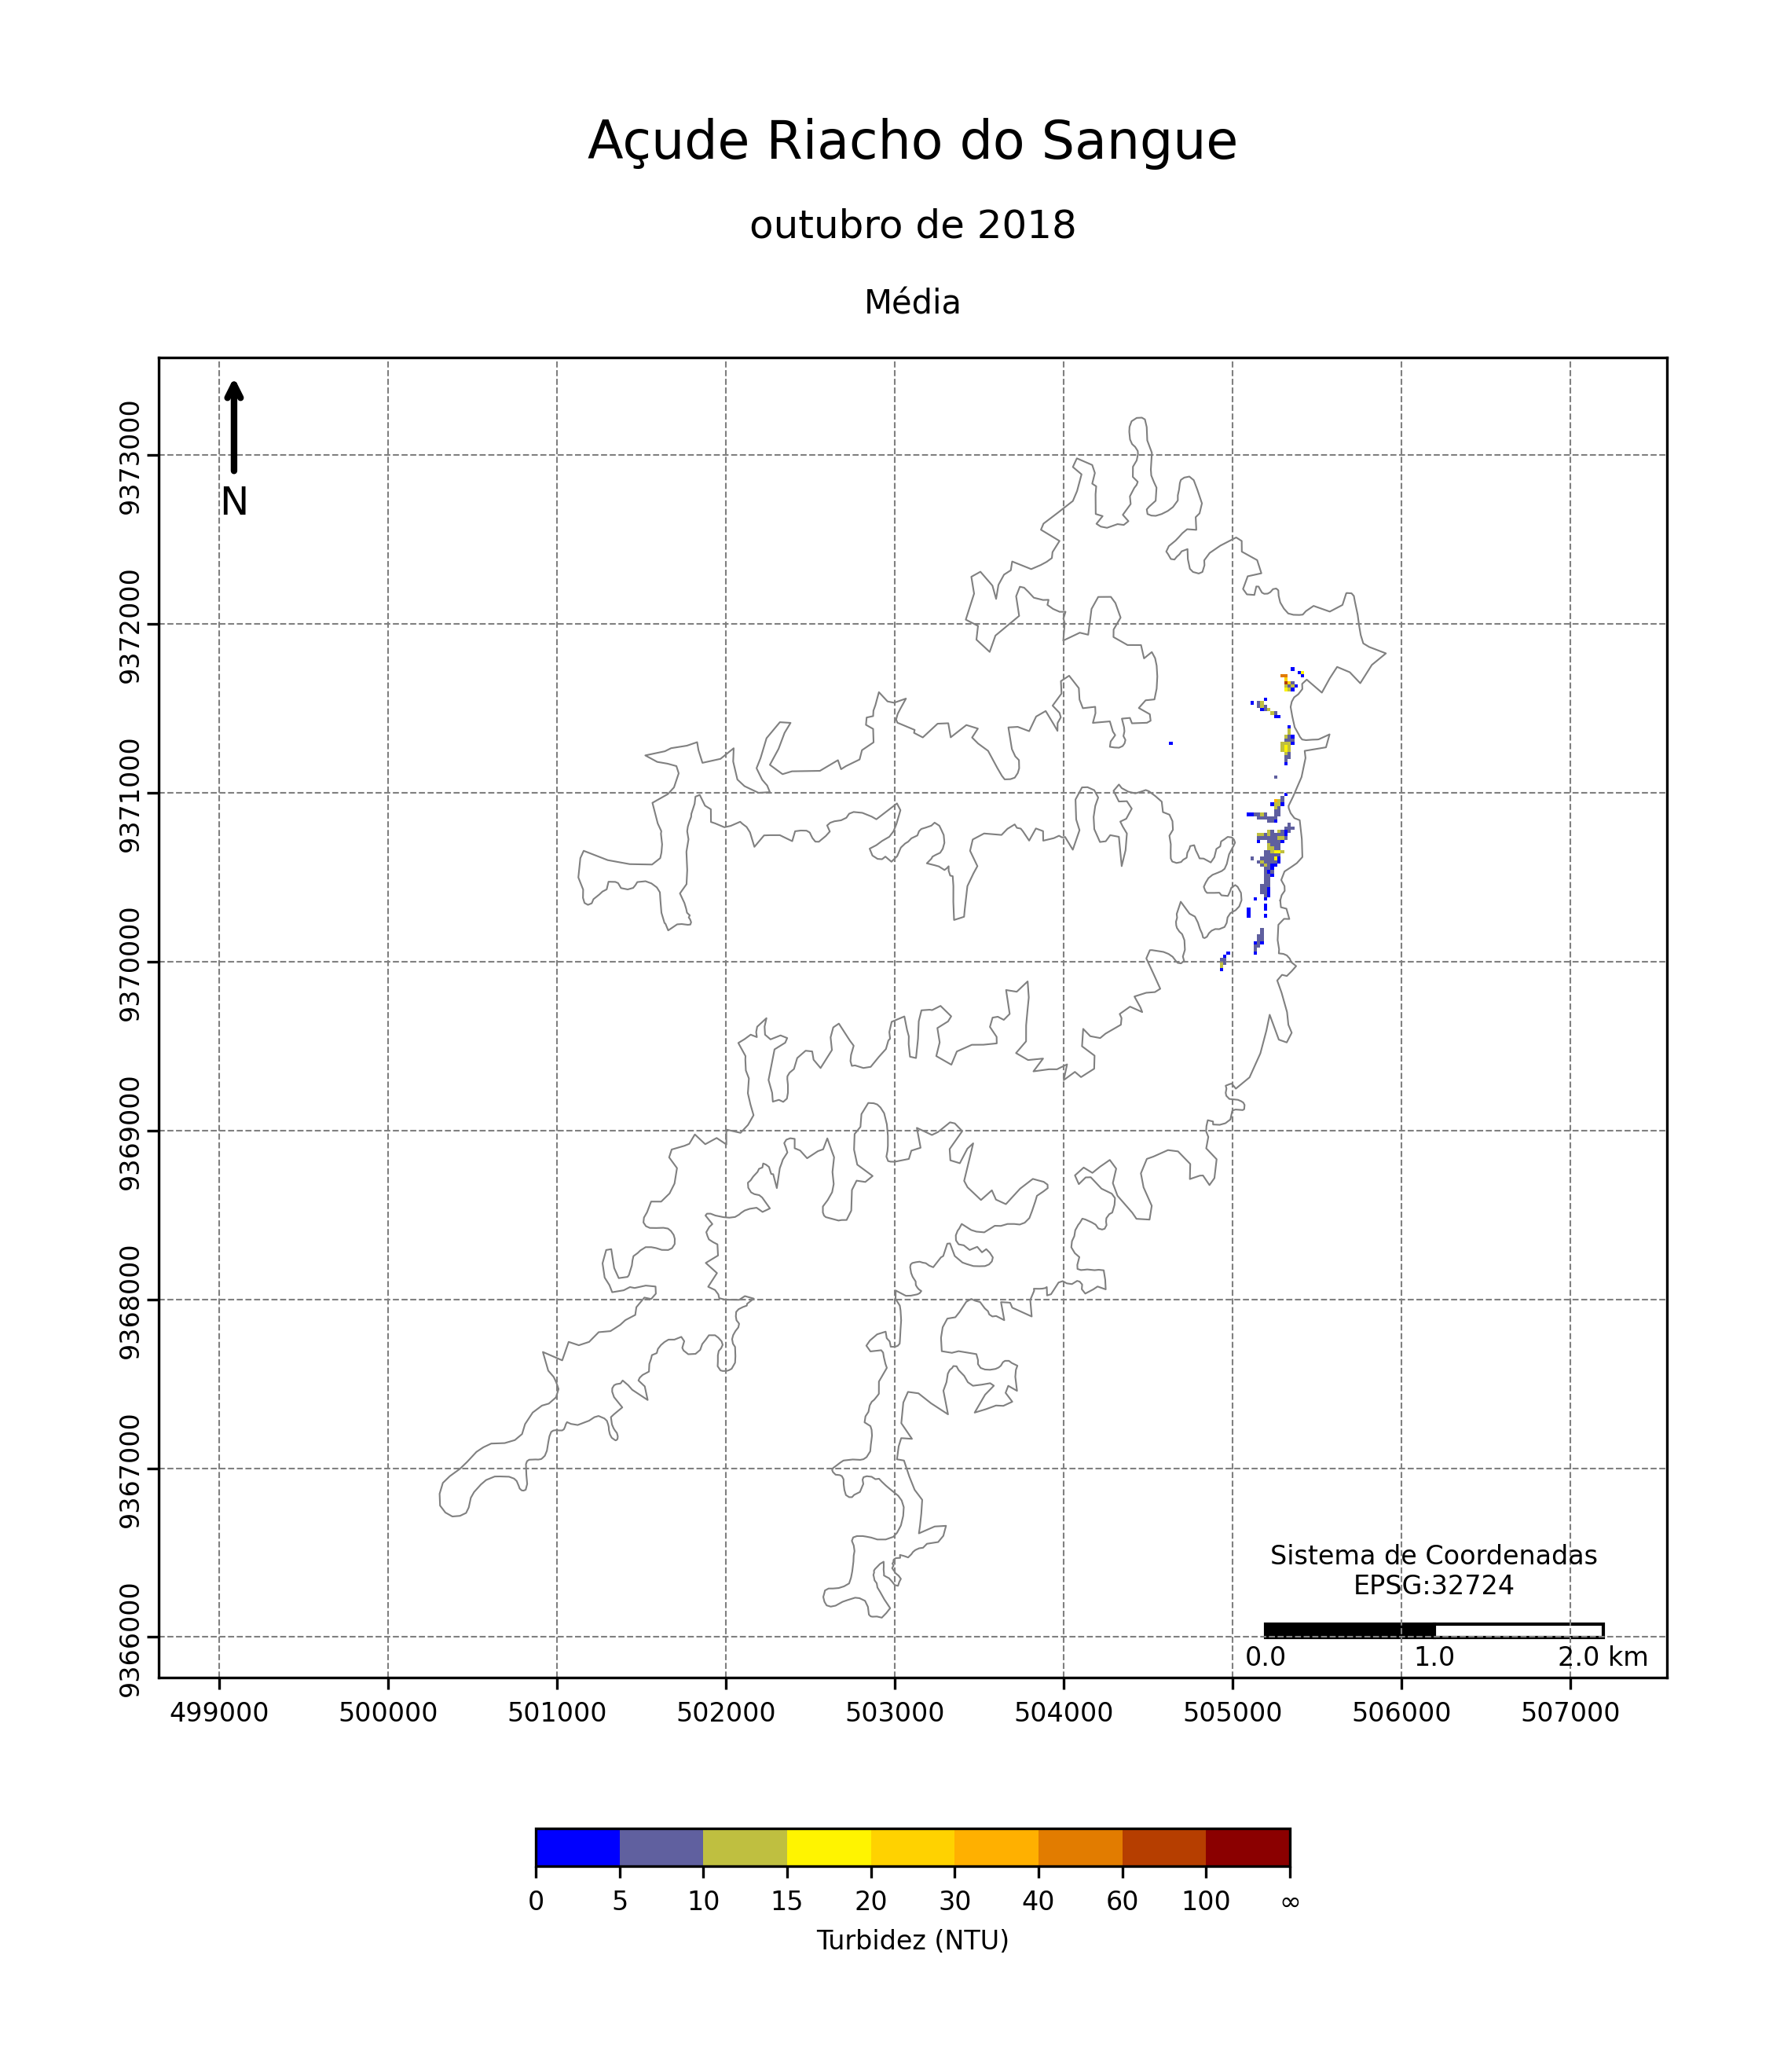 Açude Riacho do Sangue
outubro de 2018
Média
N
9373000
9372000
9371000
9370000
9369000
9368000
9367000
9366000
Sistema de Coordenadas
EPSG:32724
0.0 1.0 2.0 km
499000 500000 501000 502000 503000 504000 505000 506000 507000
0 5 10 15 20 30 40 60 100 ∞
Turbidez (NTU)